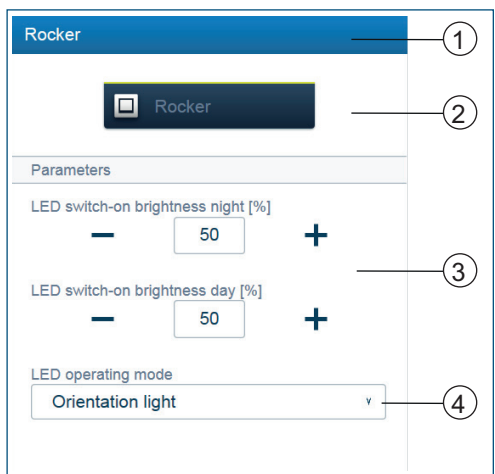 Rocker
1
Rocker
2
Parameters
LED switch-on brightness night [%]
− 50 +
3
LED switch-on brightness day [%]
− 50 +
LED operating mode
Orientation light
4